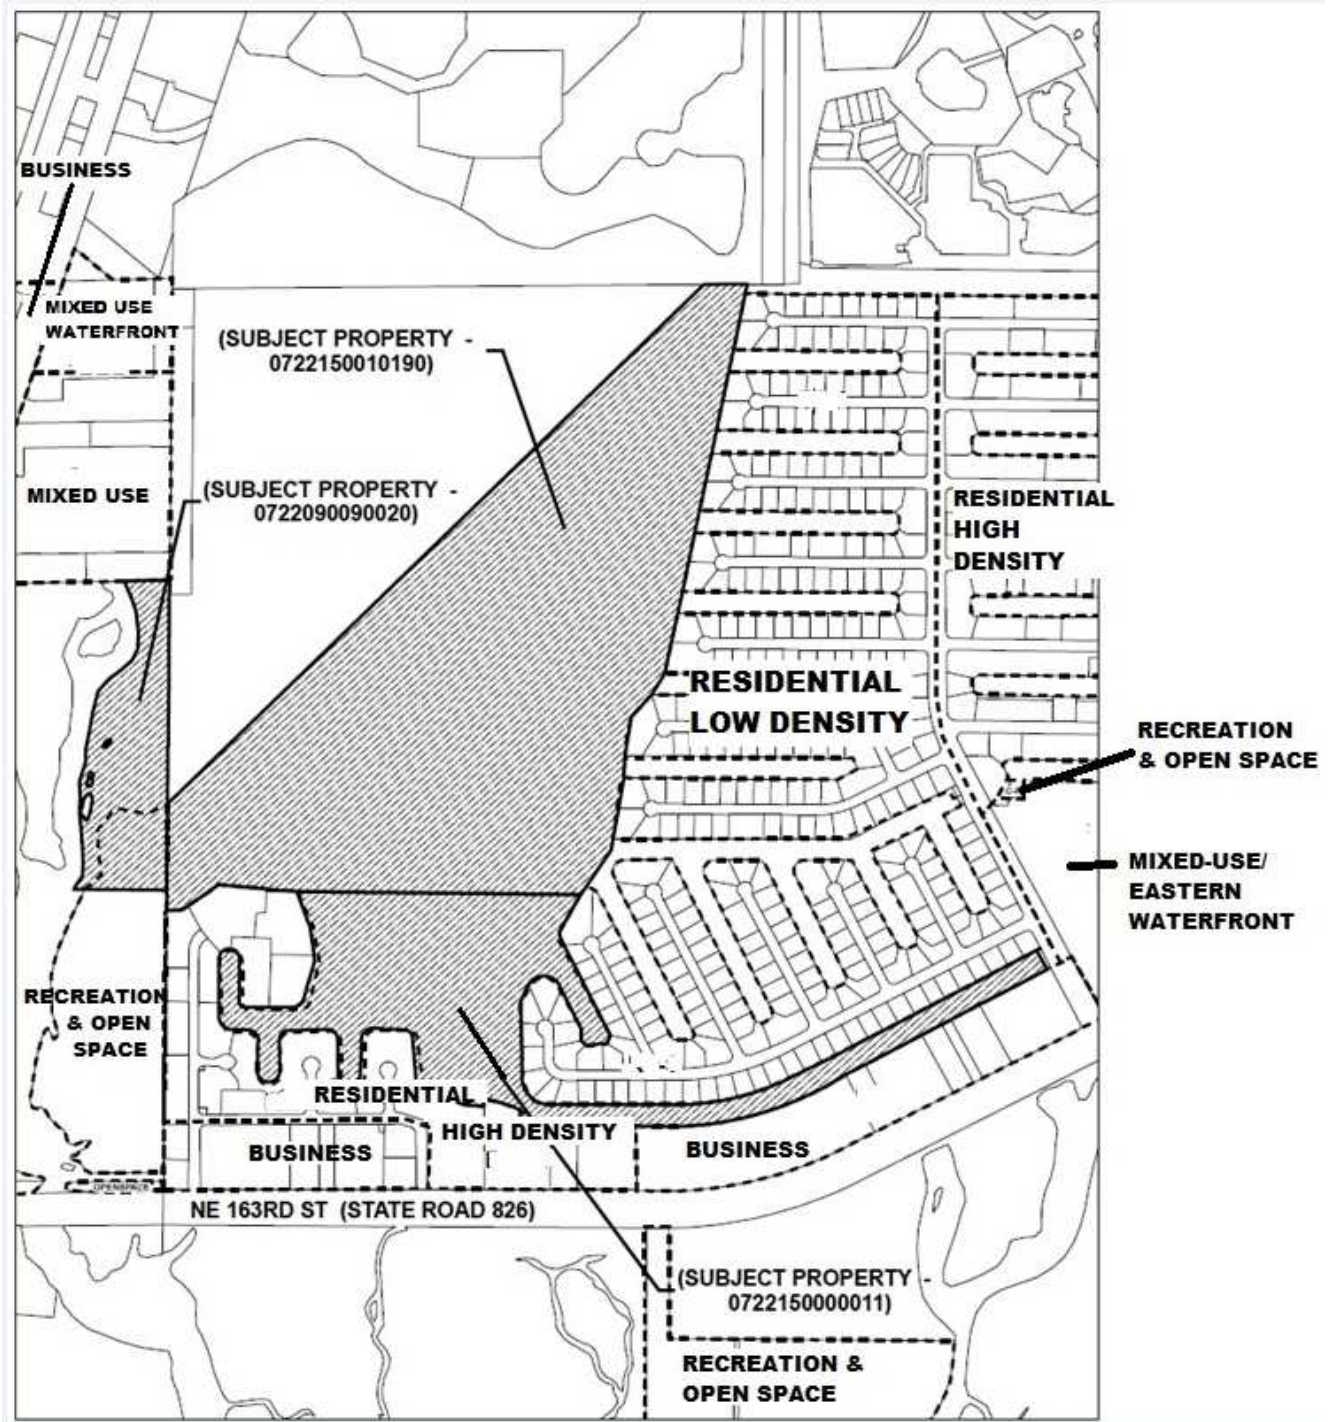 BUSINESS
MIXED USE
WATERFRONT
(SUBJECT PROPERTY -
0722150010190)
MIXED USE
(SUBJECT PROPERTY -
0722090090020)
RESIDENTIAL
HIGH
DENSITY
RESIDENTIAL
LOW DENSITY
RECREATION
& OPEN SPACE
MIXED-USE/
EASTERN
WATERFRONT
RECREATION
& OPEN
SPACE
RESIDENTIAL
HIGH DENSITY
BUSINESS
BUSINESS
OPENSPACE
NE 163RD ST (STATE ROAD 826)
(SUBJECT PROPERTY -
0722150000011)
RECREATION &
OPEN SPACE